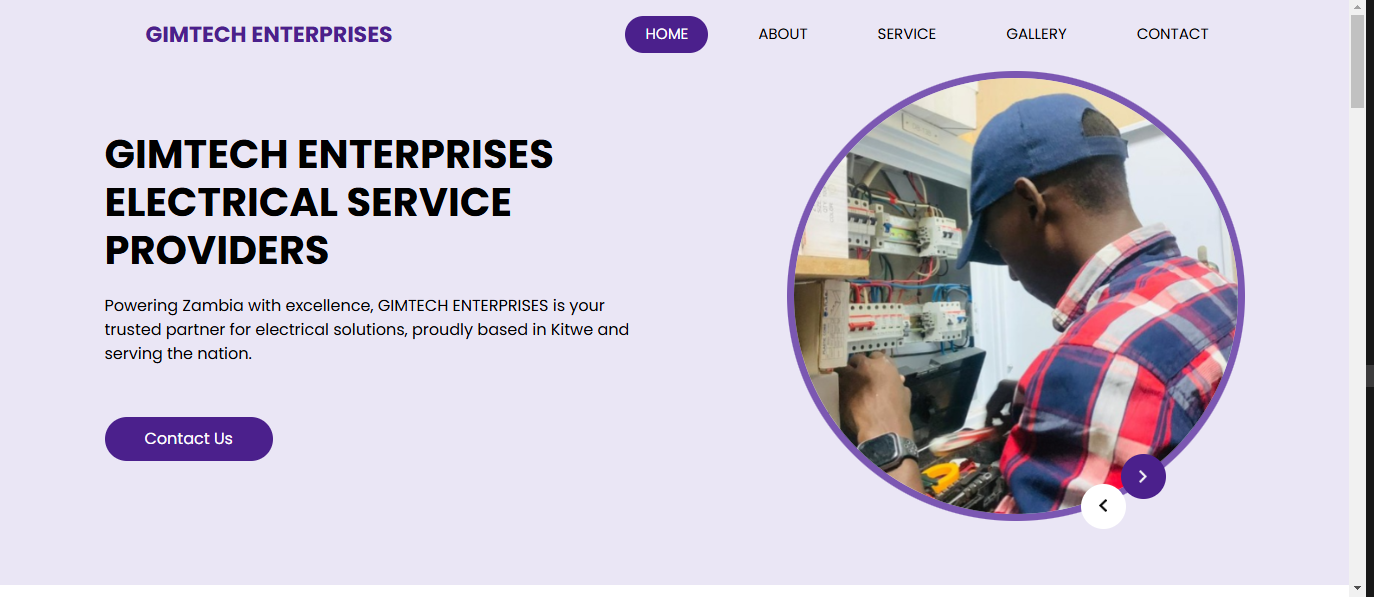 GIMTECH ENTERPRISES
HOME
ABOUT
SERVICE
GALLERY
CONTACT
GIMTECH ENTERPRISES
ELECTRICAL SERVICE
PROVIDERS
Powering Zambia with excellence, GIMTECH ENTERPRISES is your
trusted partner for electrical solutions, proudly based in Kitwe and
serving the nation.
Contact Us